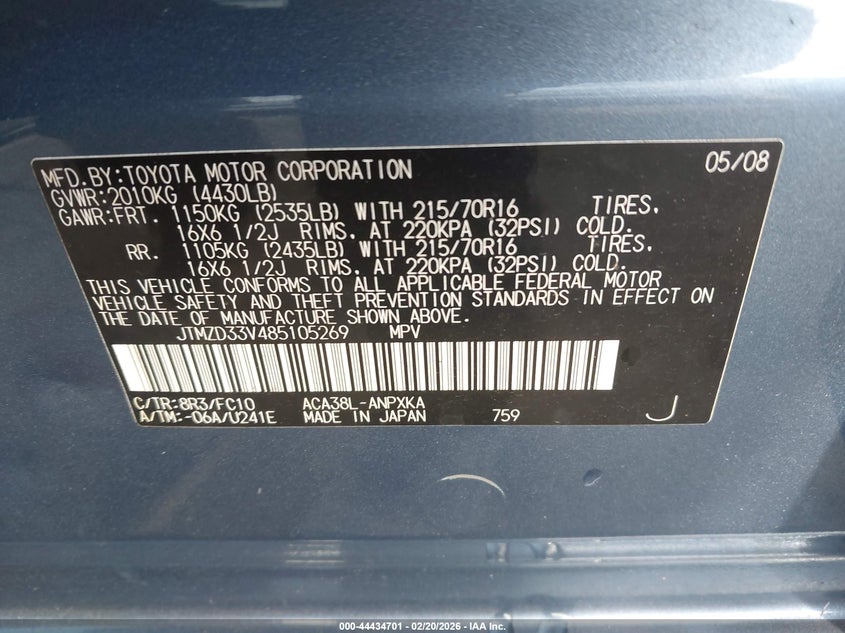 MFD. BY: TOYOTA MOTOR CORPORATION 05/08
GVWR: 2010KG (4430LB)
GAWR: FRT. 1150KG (2535LB) WITH 215/70R16 TIRES,
16X6 1/2J RIMS, AT 220KPA (32PSI) COLD.
RR. 1105KG (2435LB) WITH 215/70R16 TIRES,
16X6 1/2J RIMS, AT 220KPA (32PSI) COLD.
THIS VEHICLE CONFORMS TO ALL APPLICABLE FEDERAL MOTOR
VEHICLE SAFETY AND THEFT PREVENTION STANDARDS IN EFFECT ON
THE DATE OF MANUFACTURE SHOWN ABOVE.
JTMZD33V485105269 MPV
C/TR: 8R3/FC10 ACA38L-ANPXKA
A/TM: -06A/U241E MADE IN JAPAN 759 J
000-44434701 - 02/20/2026 - IAA Inc.